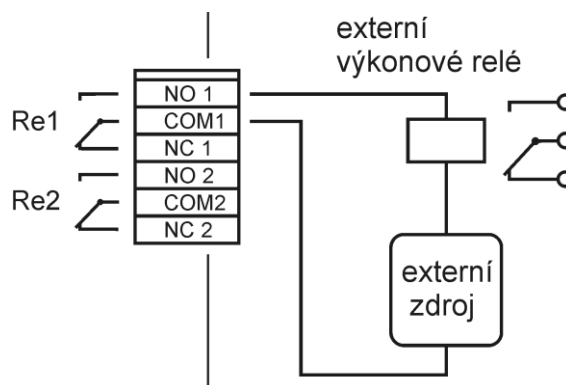 externí
výkonové relé
Re1
Re2
NO 1
COM1
NC 1
NO 2
COM2
NC 2
externí
zdroj